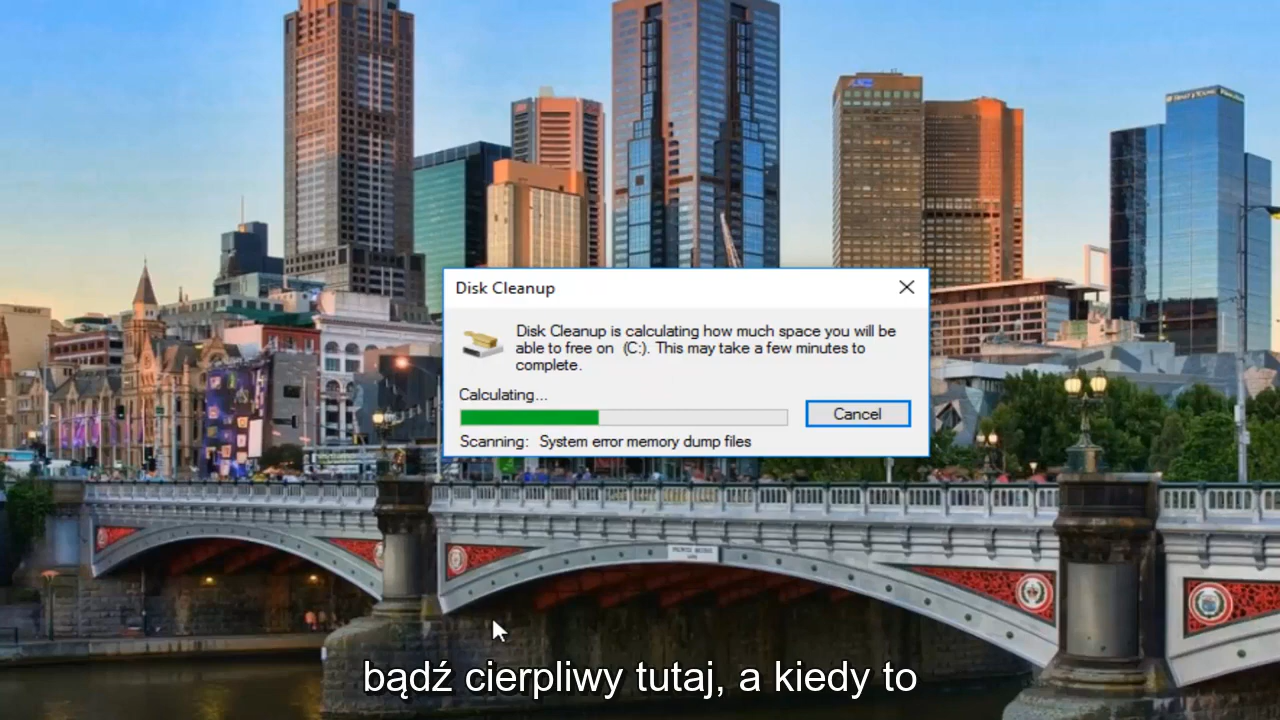 Disk Cleanup
Disk Cleanup is calculating how much space you will be
able to free on (C:). This may take a few minutes to
complete.
Calculating...
Cancel
Scanning: System error memory dump files
bądź cierpliwy tutaj, a kiedy to